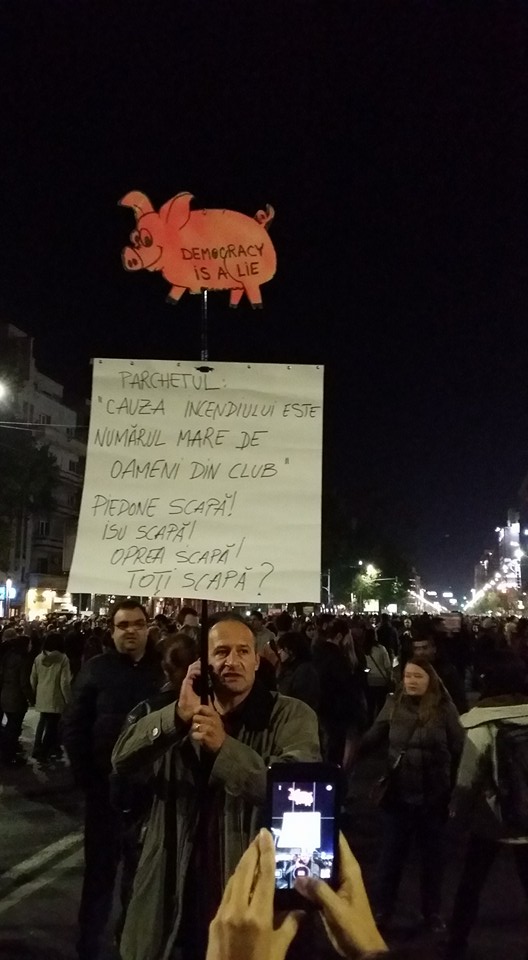 DEMOCRACY
IS A LIE
PARCHETUL:
"CAUZA INCENDIULUI ESTE
NUMĂRUL MARE DE
OAMENI DIN CLUB"
PIEDONE SCAPĂ!
ISU SCAPĂ!
OPREA SCAPĂ!
TOȚI SCAPĂ?